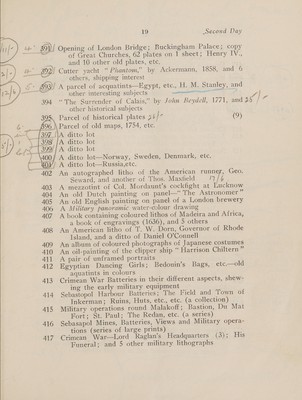 19 Second Day
391 Opening of London Bridge; Buckingham Palace; copy
of Great Churches, 62 plates on 1 sheet; Henry IV.,
and 10 other old plates, etc.
392 Cutter yacht "Phantom," by Ackermann, 1858, and 6
others, shipping interest
393 A parcel of acquatints—Egypt, etc., H. M. Stanley, and
other interesting subjects
394 "The Surrender of Calais," by John Boydell, 1771, and
other historical subjects
395 Parcel of historical plates (9)
396 Parcel of old maps, 1754, etc.
397 A ditto lot
398 A ditto lot
399 A ditto lot
400 A ditto lot—Norway, Sweden, Denmark, etc.
401 A ditto lot—Russia, etc.
402 An autographed litho. of the American runner, Geo.
Seward, and another of Thos. Maxfield 17/6
403 A mezzotint of Col. Mordaunt's cockfight at Lucknow
404 An old Dutch painting on panel—"The Astronomer"
405 An old English painting on panel of a London brewery
406 A Military panoramic water-colour drawing
407 A book containing coloured lithos of Madeira and Africa,
a book of engravings (1636), and 5 others
408 An American litho of T. W. Dorn, Governor of Rhode
Island, and a ditto of Daniel O'Connell
409 An album of coloured photographs of Japanese costumes
410 An oil-painting of the clipper ship "Harrison Chiltern"
411 A pair of unframed portraits
412 Egyptian Dancing Girls; Bedouin's Bags, etc.—old
aquatints in colours
413 Crimean War Batteries in their different aspects, shew-
ing the early military equipment
414 Sebastopol Harbour Batteries; The Field and Town of
Inkerman; Ruins, Huts, etc., etc. (a collection)
415 Military operations round Malakoff; Bastion, Du Mat
Fort; St. Paul; The Redan, etc. (a series)
416 Sebasapol Mines, Batteries, Views and Military opera-
tions (series of large prints)
417 Crimean War—Lord Raglan's Headquarters (3); His
Funeral; and 5 other military lithographs